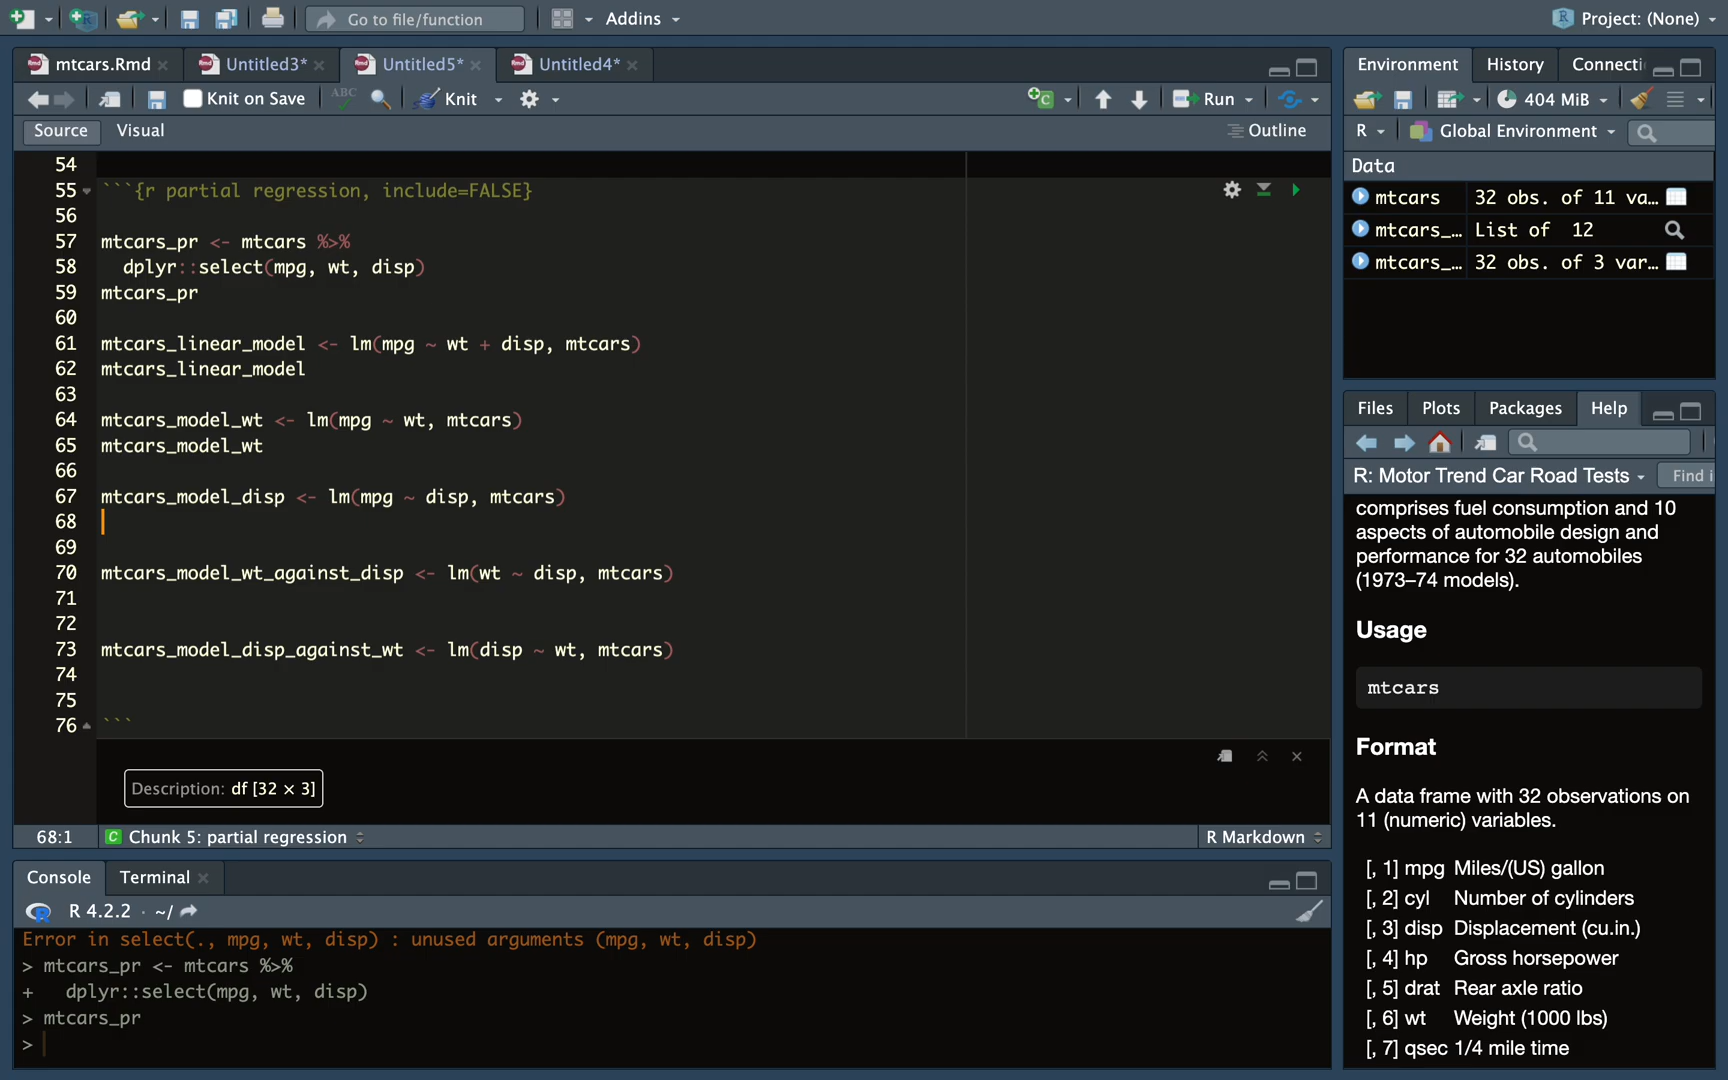 Go to file/function
Addins
Project: (None)
mtcars.Rmd
Untitled3*
Untitled5*
Untitled4*
Knit on Save
ABC
Knit
Run
Source
Visual
Outline
54
55 ```{r partial regression, include=FALSE}
56
57 mtcars_pr <- mtcars %>%
58 dplyr::select(mpg, wt, disp)
59 mtcars_pr
60
61 mtcars_linear_model <- lm(mpg ~ wt + disp, mtcars)
62 mtcars_linear_model
63
64 mtcars_model_wt <- lm(mpg ~ wt, mtcars)
65 mtcars_model_wt
66
67 mtcars_model_disp <- lm(mpg ~ disp, mtcars)
68
69
70 mtcars_model_wt_against_disp <- lm(wt ~ disp, mtcars)
71
72
73 mtcars_model_disp_against_wt <- lm(disp ~ wt, mtcars)
74
75
76 ```
Description: df [32 × 3]
68:1
C Chunk 5: partial regression
R Markdown
Console
Terminal
R 4.2.2 · ~/
Error in select(., mpg, wt, disp) : unused arguments (mpg, wt, disp)
> mtcars_pr <- mtcars %>%
+ dplyr::select(mpg, wt, disp)
> mtcars_pr
>
Environment
History
Connecti
404 MiB
R
Global Environment
Data
mtcars 32 obs. of 11 va…
mtcars_… List of 12
mtcars_… 32 obs. of 3 var…
Files
Plots
Packages
Help
R: Motor Trend Car Road Tests
Find i
comprises fuel consumption and 10
aspects of automobile design and
performance for 32 automobiles
(1973–74 models).
Usage
mtcars
Format
A data frame with 32 observations on
11 (numeric) variables.
[, 1] mpg Miles/(US) gallon
[, 2] cyl Number of cylinders
[, 3] disp Displacement (cu.in.)
[, 4] hp Gross horsepower
[, 5] drat Rear axle ratio
[, 6] wt Weight (1000 lbs)
[, 7] qsec 1/4 mile time